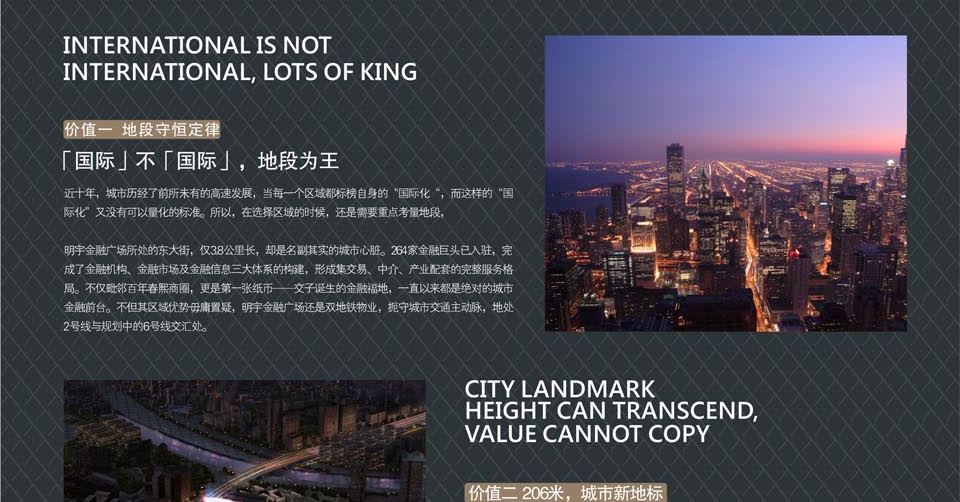 INTERNATIONAL IS NOT
INTERNATIONAL, LOTS OF KING
价值一 地段守恒定律
「国际」不「国际」，地段为王
近十年，城市历经了前所未有的高速发展，当每一个区域都标榜自身的“国际化“，而这样的“国
际化”又没有可以量化的标准。所以，在选择区域的时候，还是需要重点考量地段，
明宇金融广场所处的东大街，仅3.8公里长，却是名副其实的城市心脏。264家金融巨头已入驻，完
成了金融机构、金融市场及金融信息三大体系的构建，形成集交易、中介、产业配套的完整服务格
局。不仅毗邻百年春熙商圈，更是第一张纸币——交子诞生的金融福地，一直以来都是绝对的城市
金融前台。不但其区域优势毋庸置疑，明宇金融广场还是双地铁物业，扼守城市交通主动脉，地处
2号线与规划中的6号线交汇处。
CITY LANDMARK
HEIGHT CAN TRANSCEND,
VALUE CANNOT COPY
价值二 206米，城市新地标